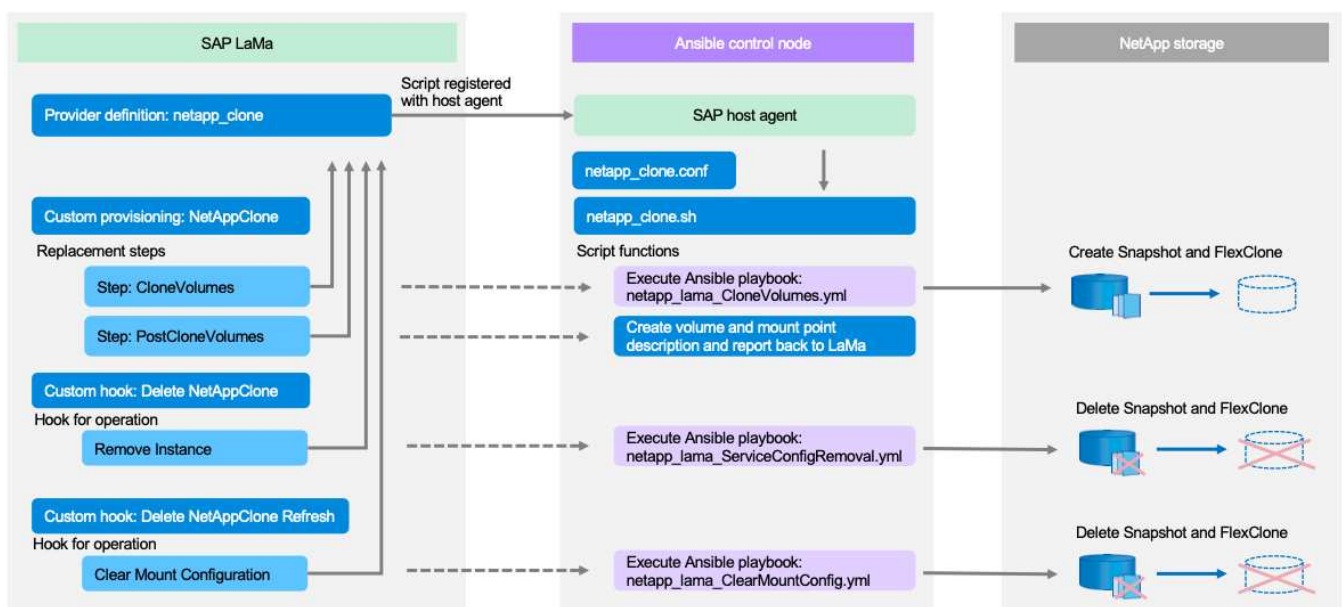 SAP LaMa
Ansible control node
NetApp storage
Script registered
with host agent
Provider definition: netapp_clone
SAP host agent
netapp_clone.conf
Custom provisioning: NetAppClone
netapp_clone.sh
Replacement steps
Script functions
Create Snapshot and FlexClone
Step: CloneVolumes
Execute Ansible playbook:
netapp_lama_CloneVolumes.yml
Step: PostCloneVolumes
Create volume and mount point
description and report back to LaMa
Custom hook: Delete NetAppClone
Hook for operation
Delete Snapshot and FlexClone
Remove Instance
Execute Ansible playbook:
netapp_lama_ServiceConfigRemoval.yml
Custom hook: Delete NetAppClone Refresh
Hook for operation
Delete Snapshot and FlexClone
Clear Mount Configuration
Execute Ansible playbook:
netapp_lama_ClearMountConfig.yml